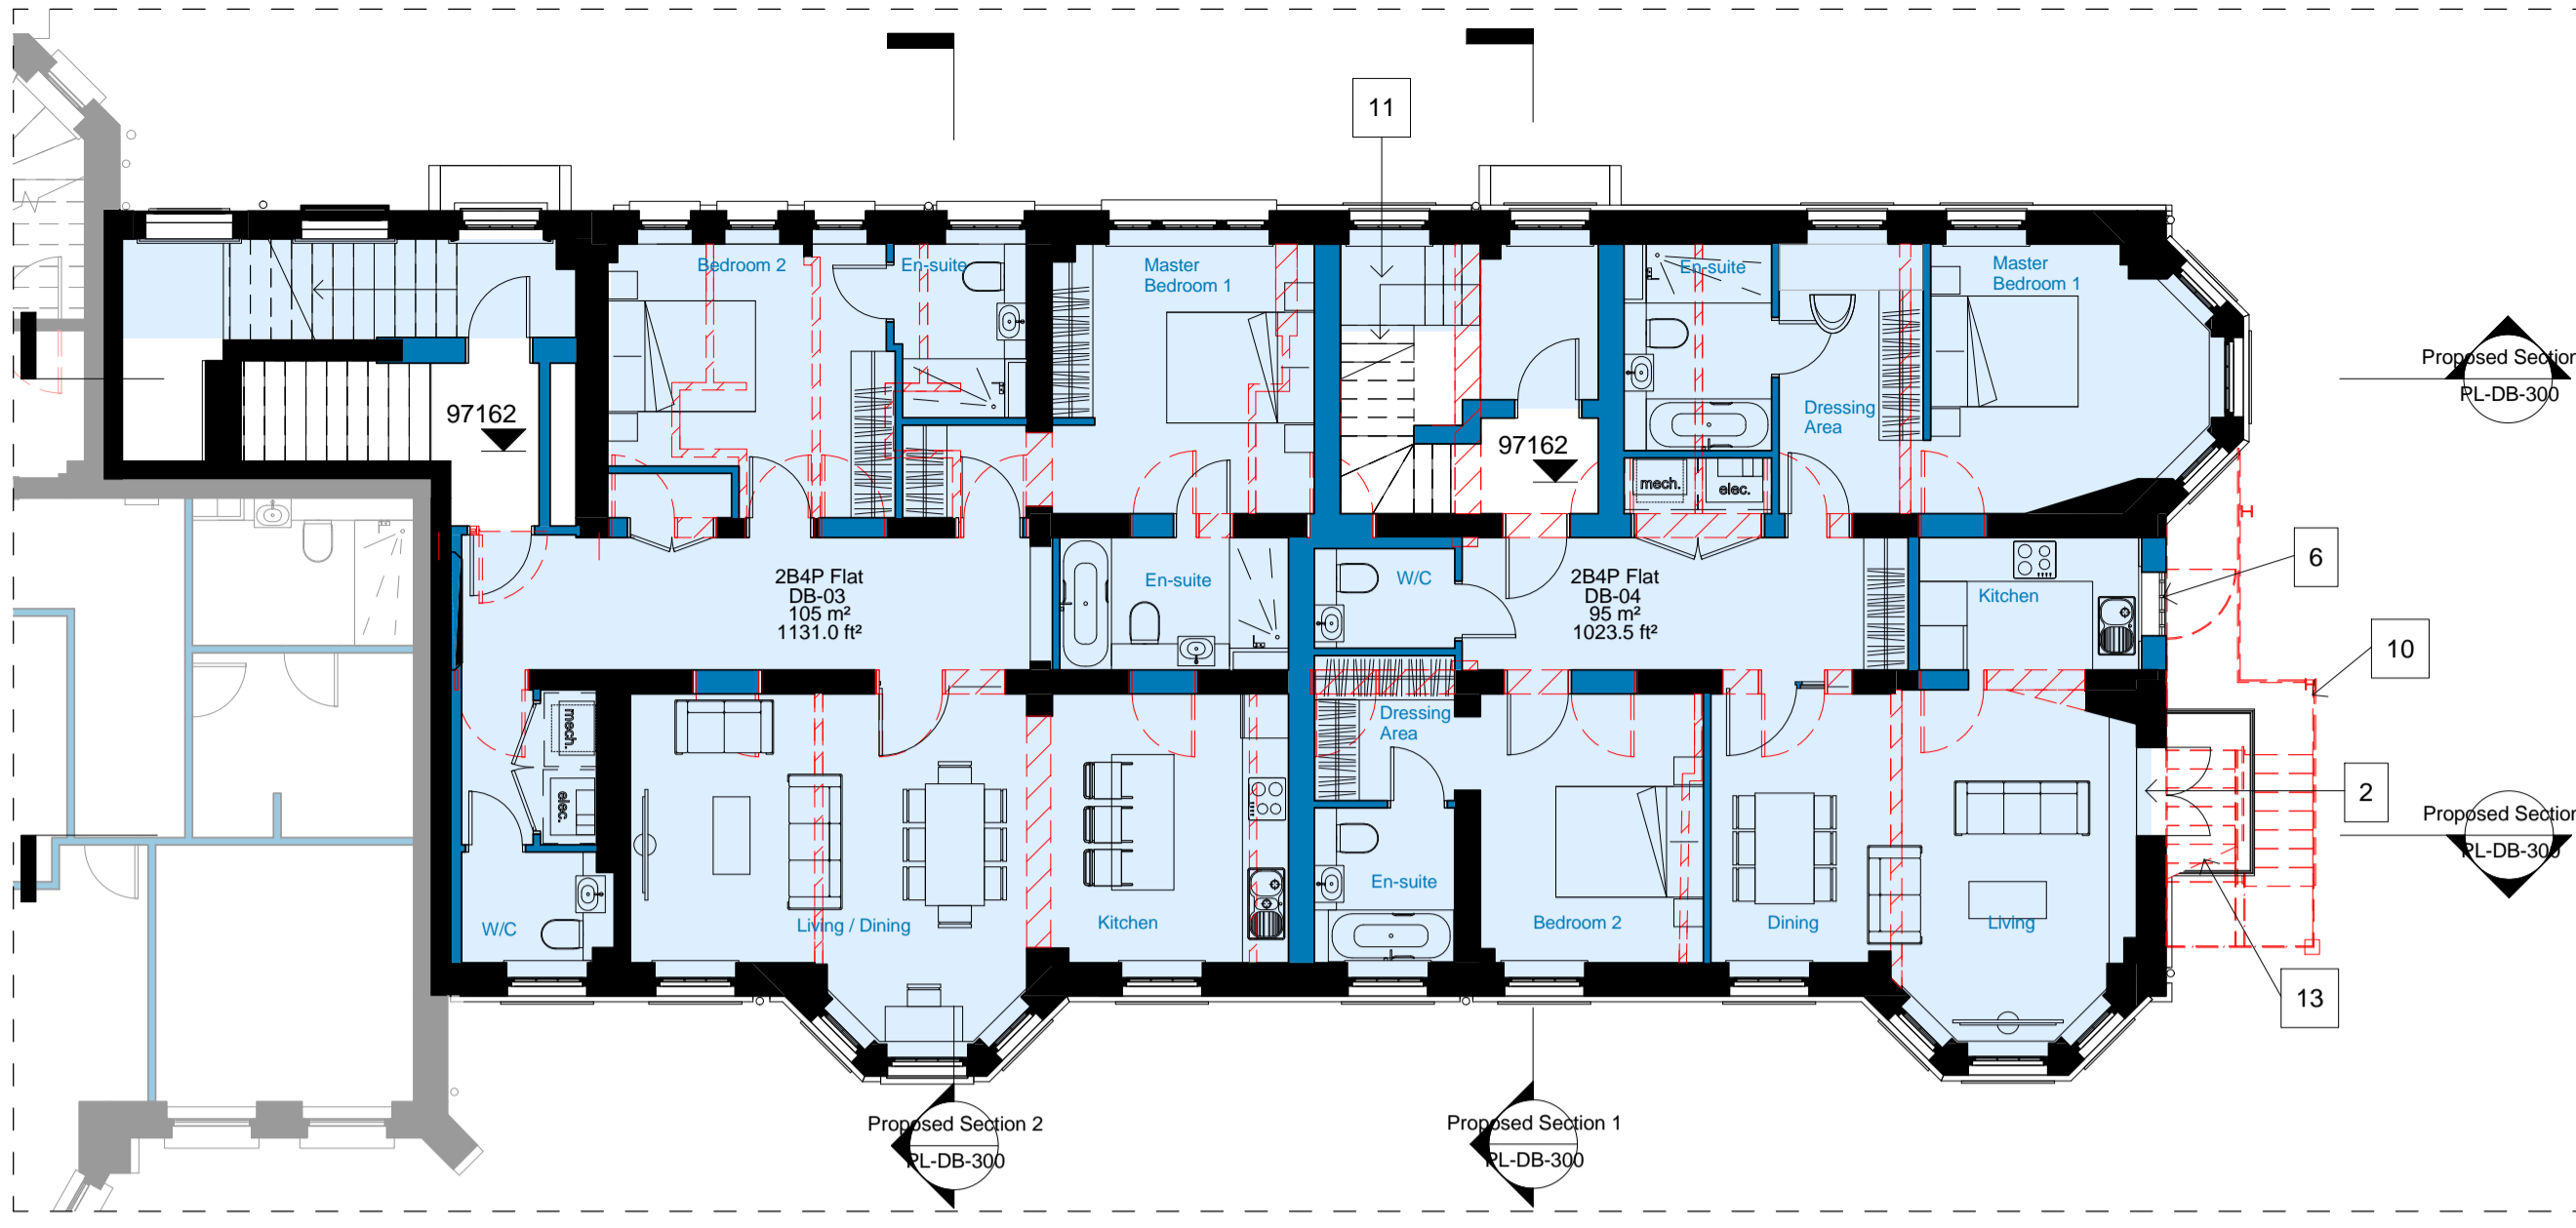 11
Bedroom 2
En-suite
Master
Bedroom 1
En-suite
Master
Bedroom 1
Proposed Section
PL-DB-300
97162
Dressing
Area
97162
mech.
elec.
6
2B4P Flat
DB-03
105 m²
1131.0 ft²
En-suite
W/C
2B4P Flat
DB-04
95 m²
1023.5 ft²
Kitchen
10
mech.
elec.
Dressing
Area
2
Proposed Section
PL-DB-300
En-suite
W/C
Living / Dining
Kitchen
Bedroom 2
Dining
Living
13
Proposed Section 2
PL-DB-300
Proposed Section 1
PL-DB-300